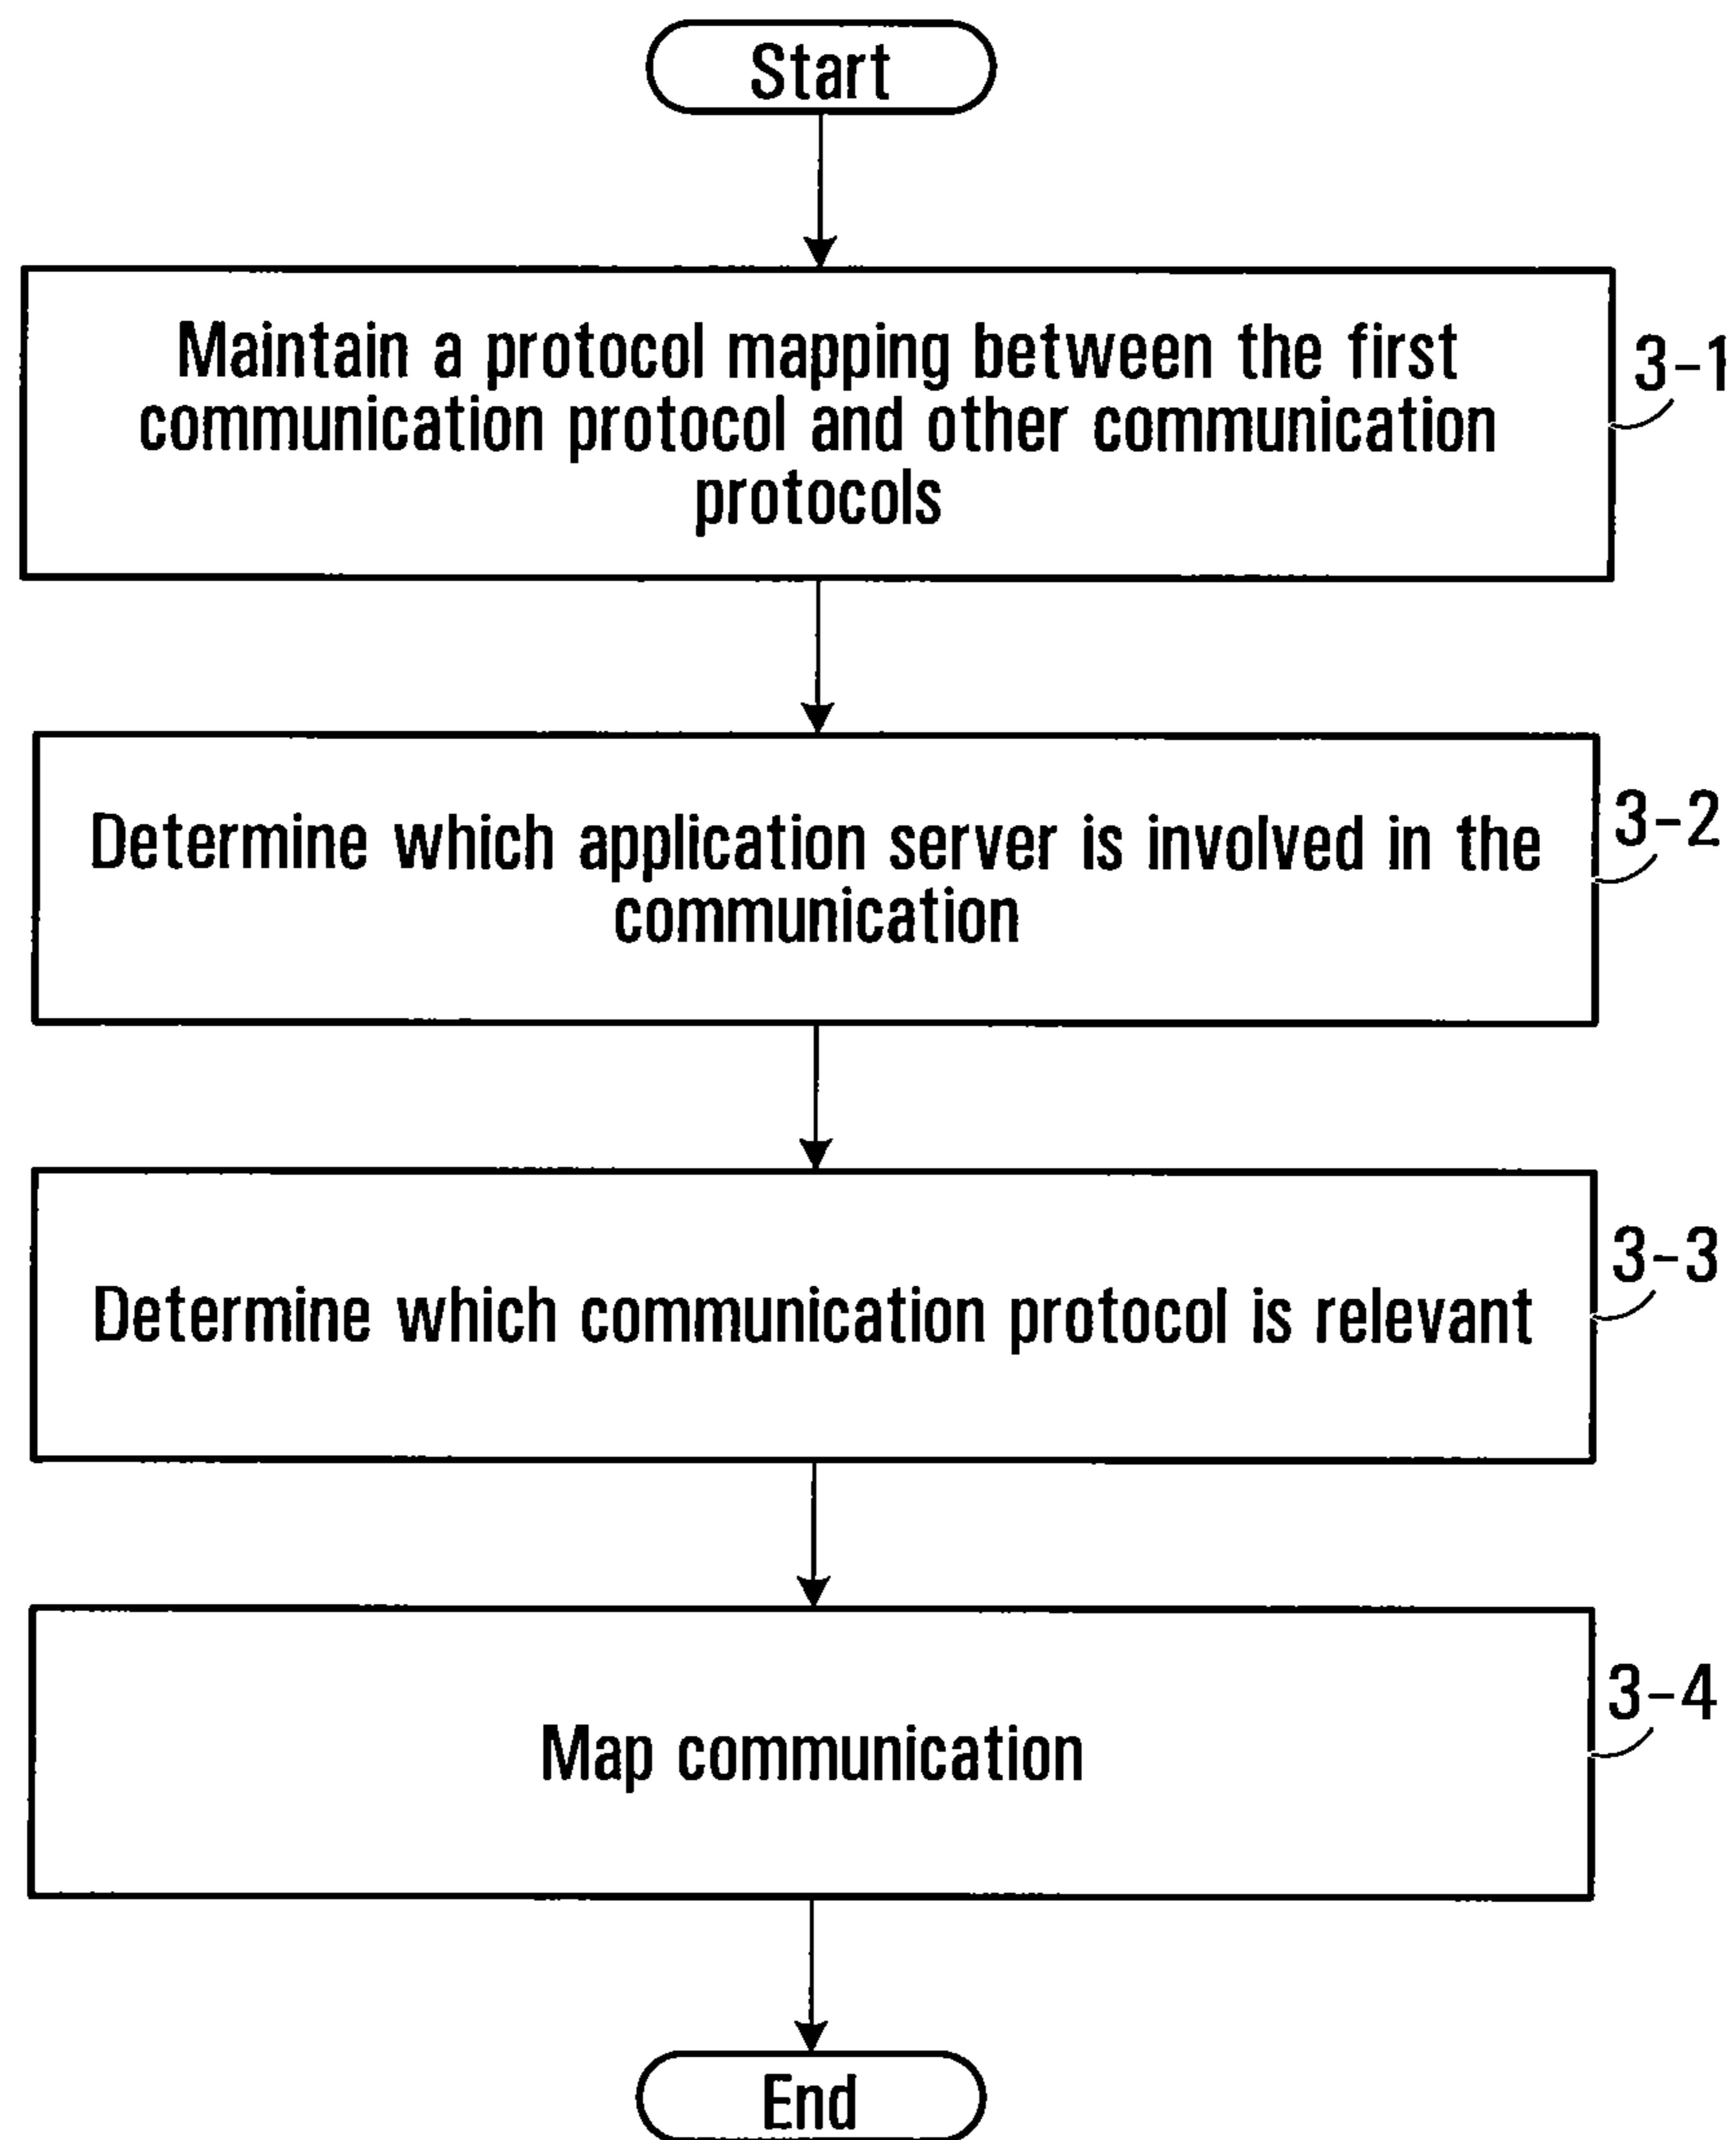 Start
Maintain a protocol mapping between the first
communication protocol and other communication
protocols
3-1
Determine which application server is involved in the
communication
3-2
Determine which communication protocol is relevant
3-3
Map communication
3-4
End